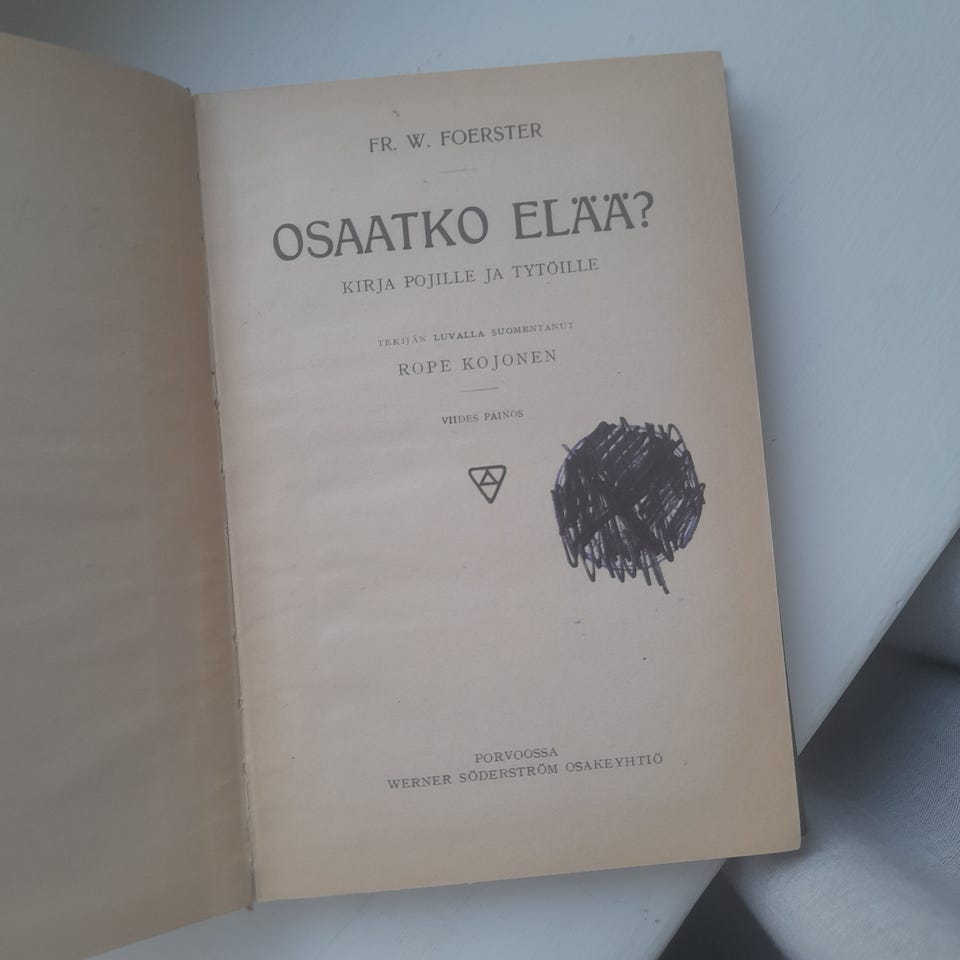 FR. W. FOERSTER
OSAATKO ELÄÄ?
KIRJA POJILLE JA TYTÖILLE
TEKIJÄN LUVALLA SUOMENTANUT
ROPE KOJONEN
VIIDES PAINOS
PORVOOSSA
WERNER SÖDERSTRÖM OSAKEYHTIÖ